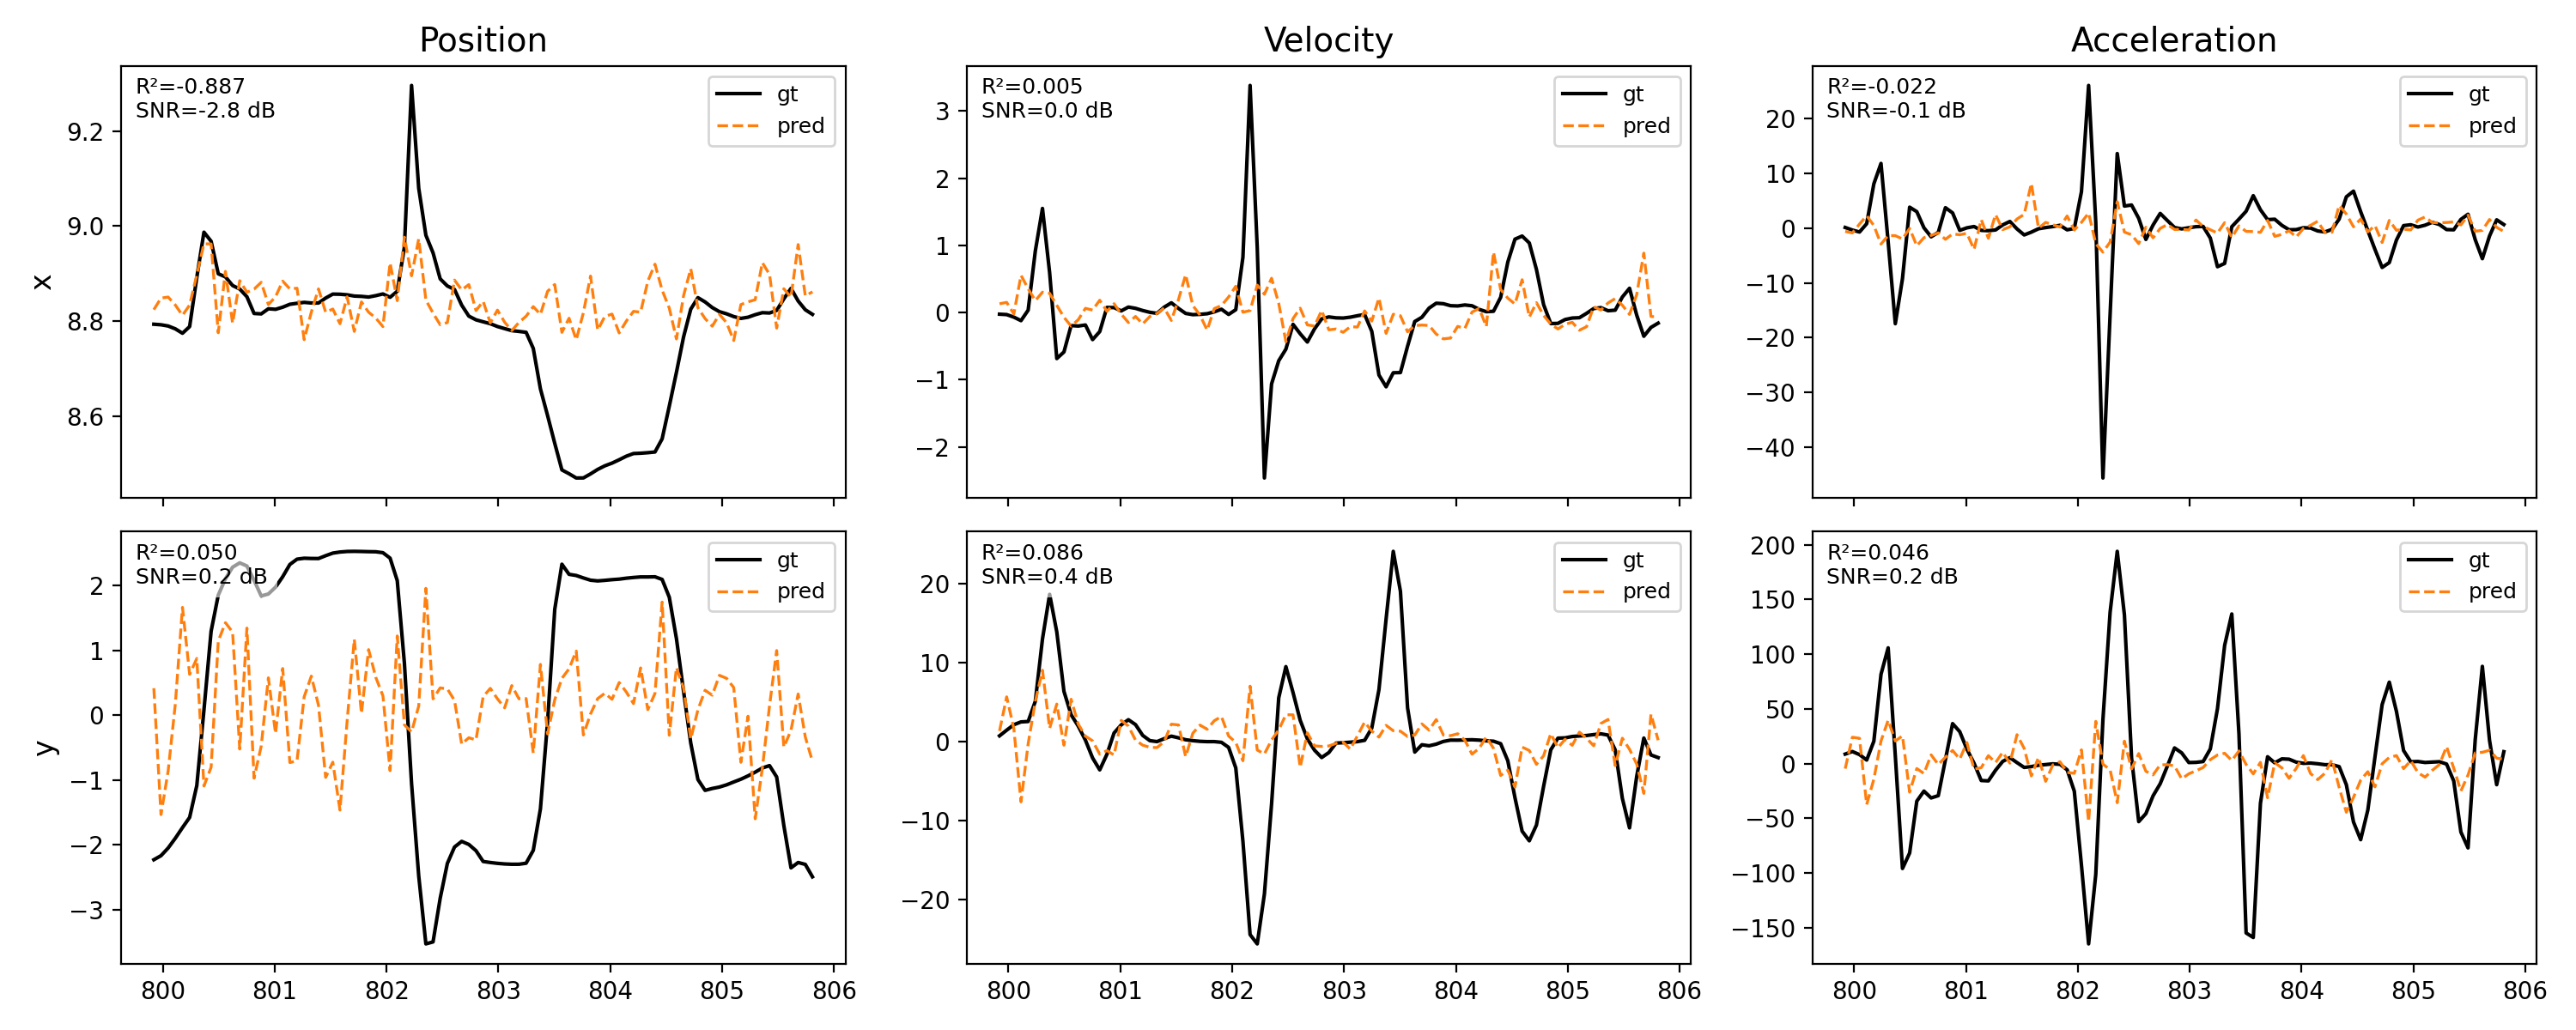 Position
Velocity
Acceleration
R²=-0.887
SNR=-2.8 dB
gt
pred
R²=0.005
SNR=0.0 dB
gt
pred
R²=-0.022
SNR=-0.1 dB
gt
pred
x
9.2
9.0
8.8
8.6
3
2
1
0
−1
−2
20
10
0
−10
−20
−30
−40
R²=0.050
SNR=0.2 dB
gt
pred
R²=0.086
SNR=0.4 dB
gt
pred
R²=0.046
SNR=0.2 dB
gt
pred
y
2
1
0
−1
−2
−3
20
10
0
−10
−20
200
150
100
50
0
−50
−100
−150
800 801 802 803 804 805 806
800 801 802 803 804 805 806
800 801 802 803 804 805 806